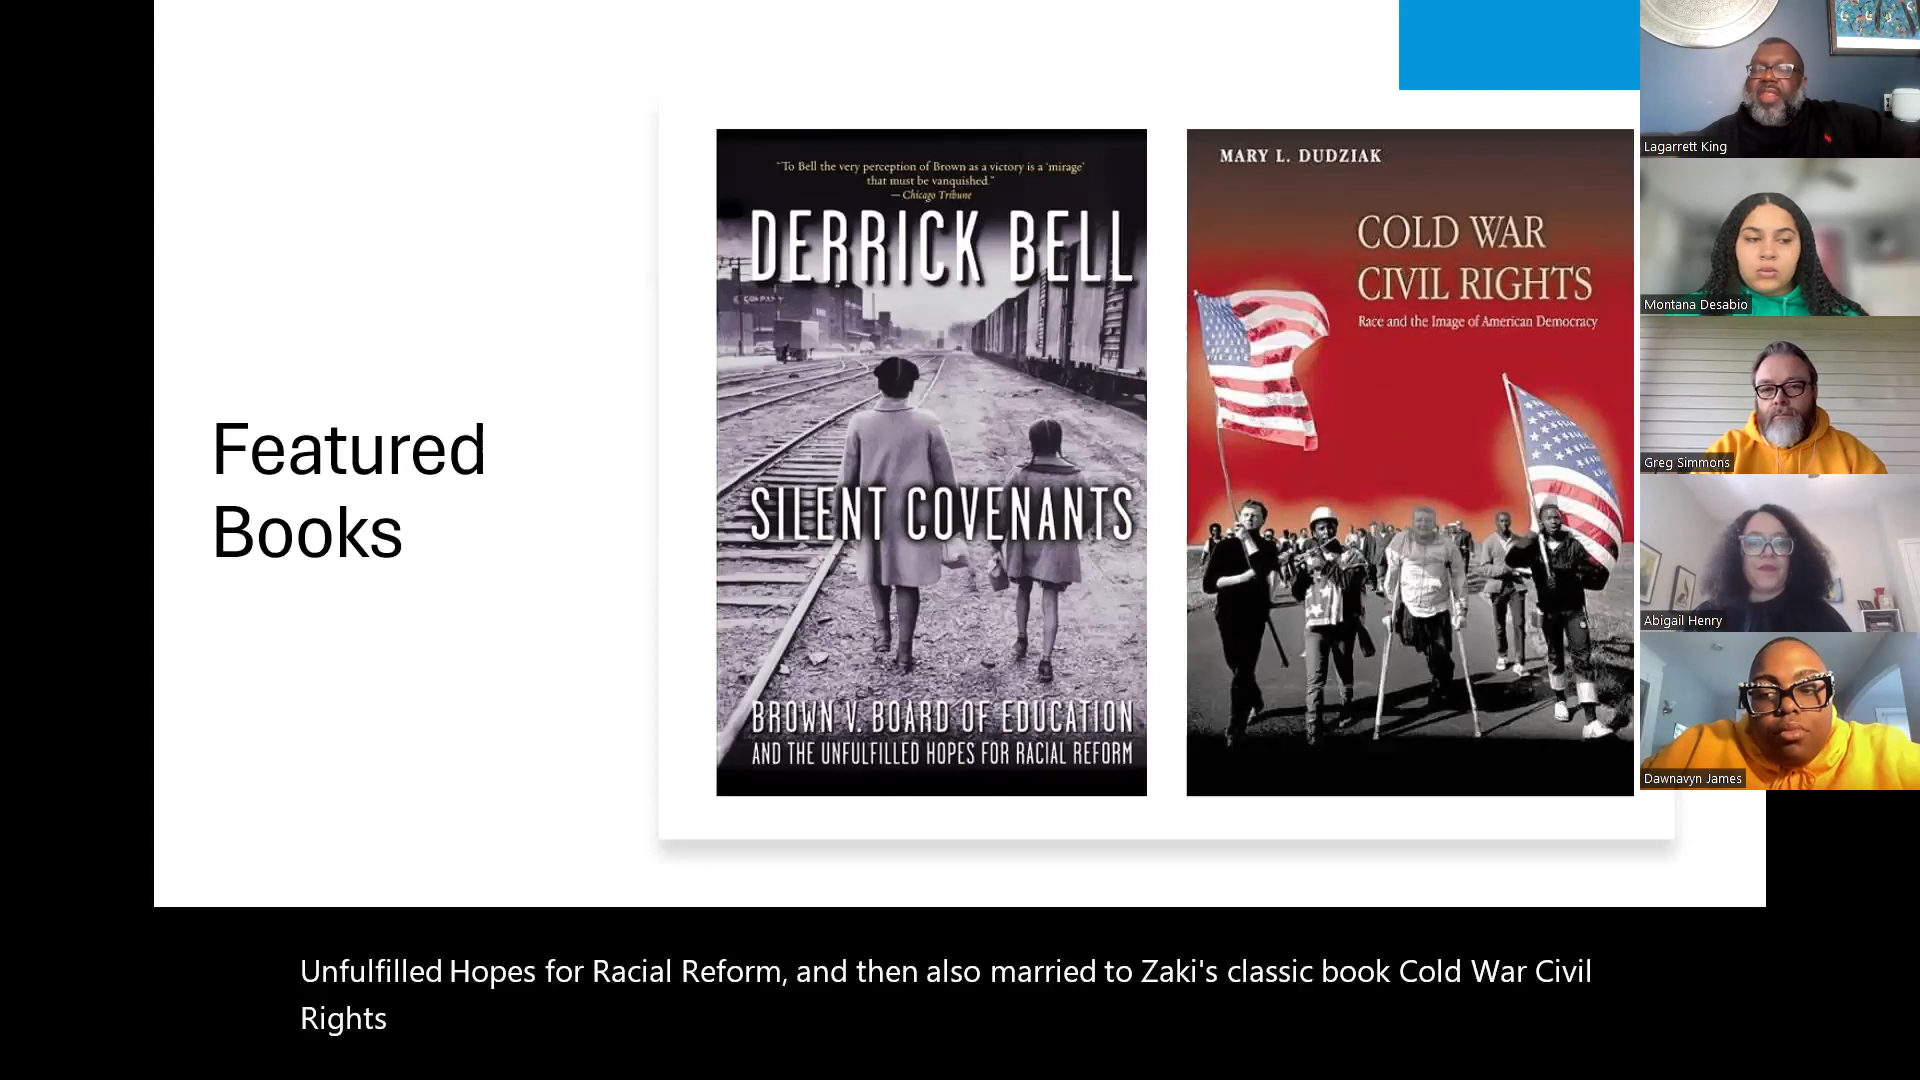 Featured
Books
"To Bell the very perception of Brown as a victory is a 'mirage'
that must be vanquished."
— Chicago Tribune
DERRICK BELL
SILENT COVENANTS
BROWN V. BOARD OF EDUCATION
AND THE UNFULFILLED HOPES FOR RACIAL REFORM
MARY L. DUDZIAK
COLD WAR
CIVIL RIGHTS
Race and the Image of American Democracy
Lagarrett King
Montana Desabio
Greg Simmons
Abigail Henry
Dawnavyn James
Unfulfilled Hopes for Racial Reform, and then also married to Zaki's classic book Cold War Civil
Rights